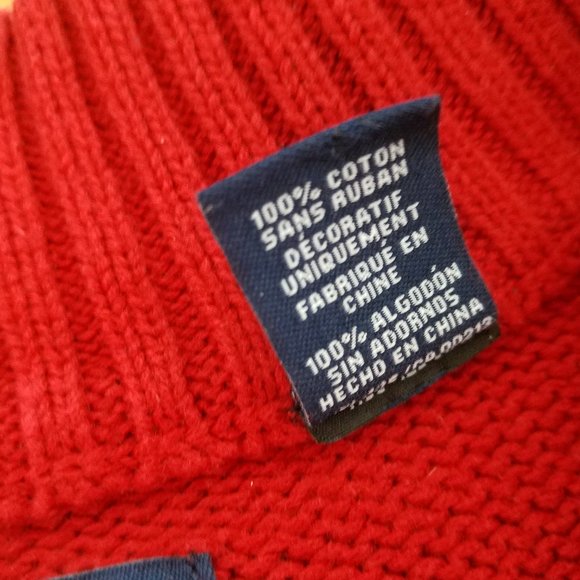 100% COTON
SANS RUBAN
DÉCORATIF
UNIQUEMENT
FABRIQUÉ EN
CHINE
100% ALGODÓN
SIN ADORNOS
HECHO EN CHINA